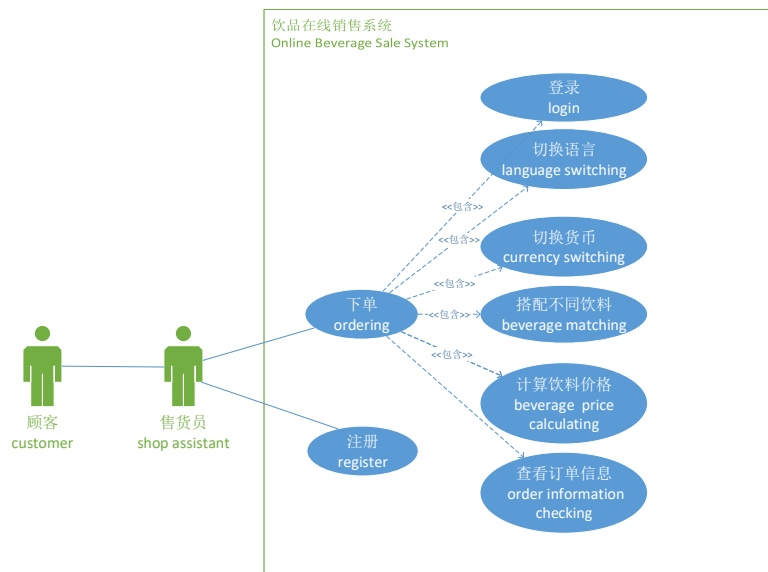 饮品在线销售系统
Online Beverage Sale System
登录
login
切换语言
language switching
<<包含>>
<<包含>>
切换货币
currency switching
<<包含>>
下单
ordering
<<包含>>
搭配不同饮料
beverage matching
<<包含>>
计算饮料价格
beverage price
calculating
顾客
customer
售货员
shop assistant
注册
register
查看订单信息
order information
checking